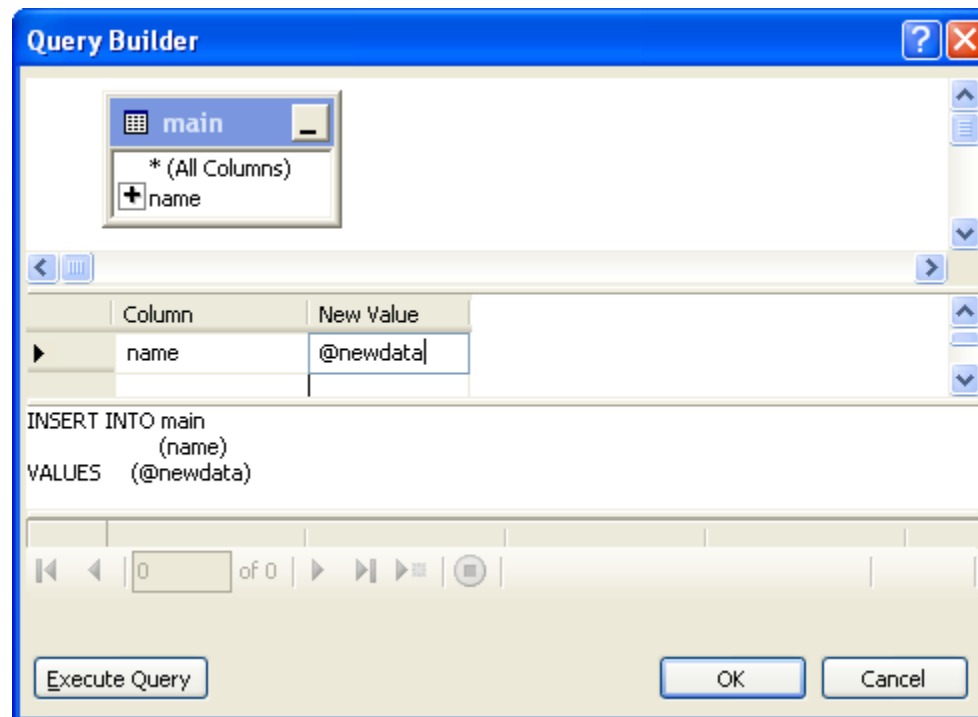 Query Builder
main
* (All Columns)
name
Column New Value
name @newdata
INSERT INTO main
(name)
VALUES (@newdata)
0 of 0
Execute Query OK Cancel